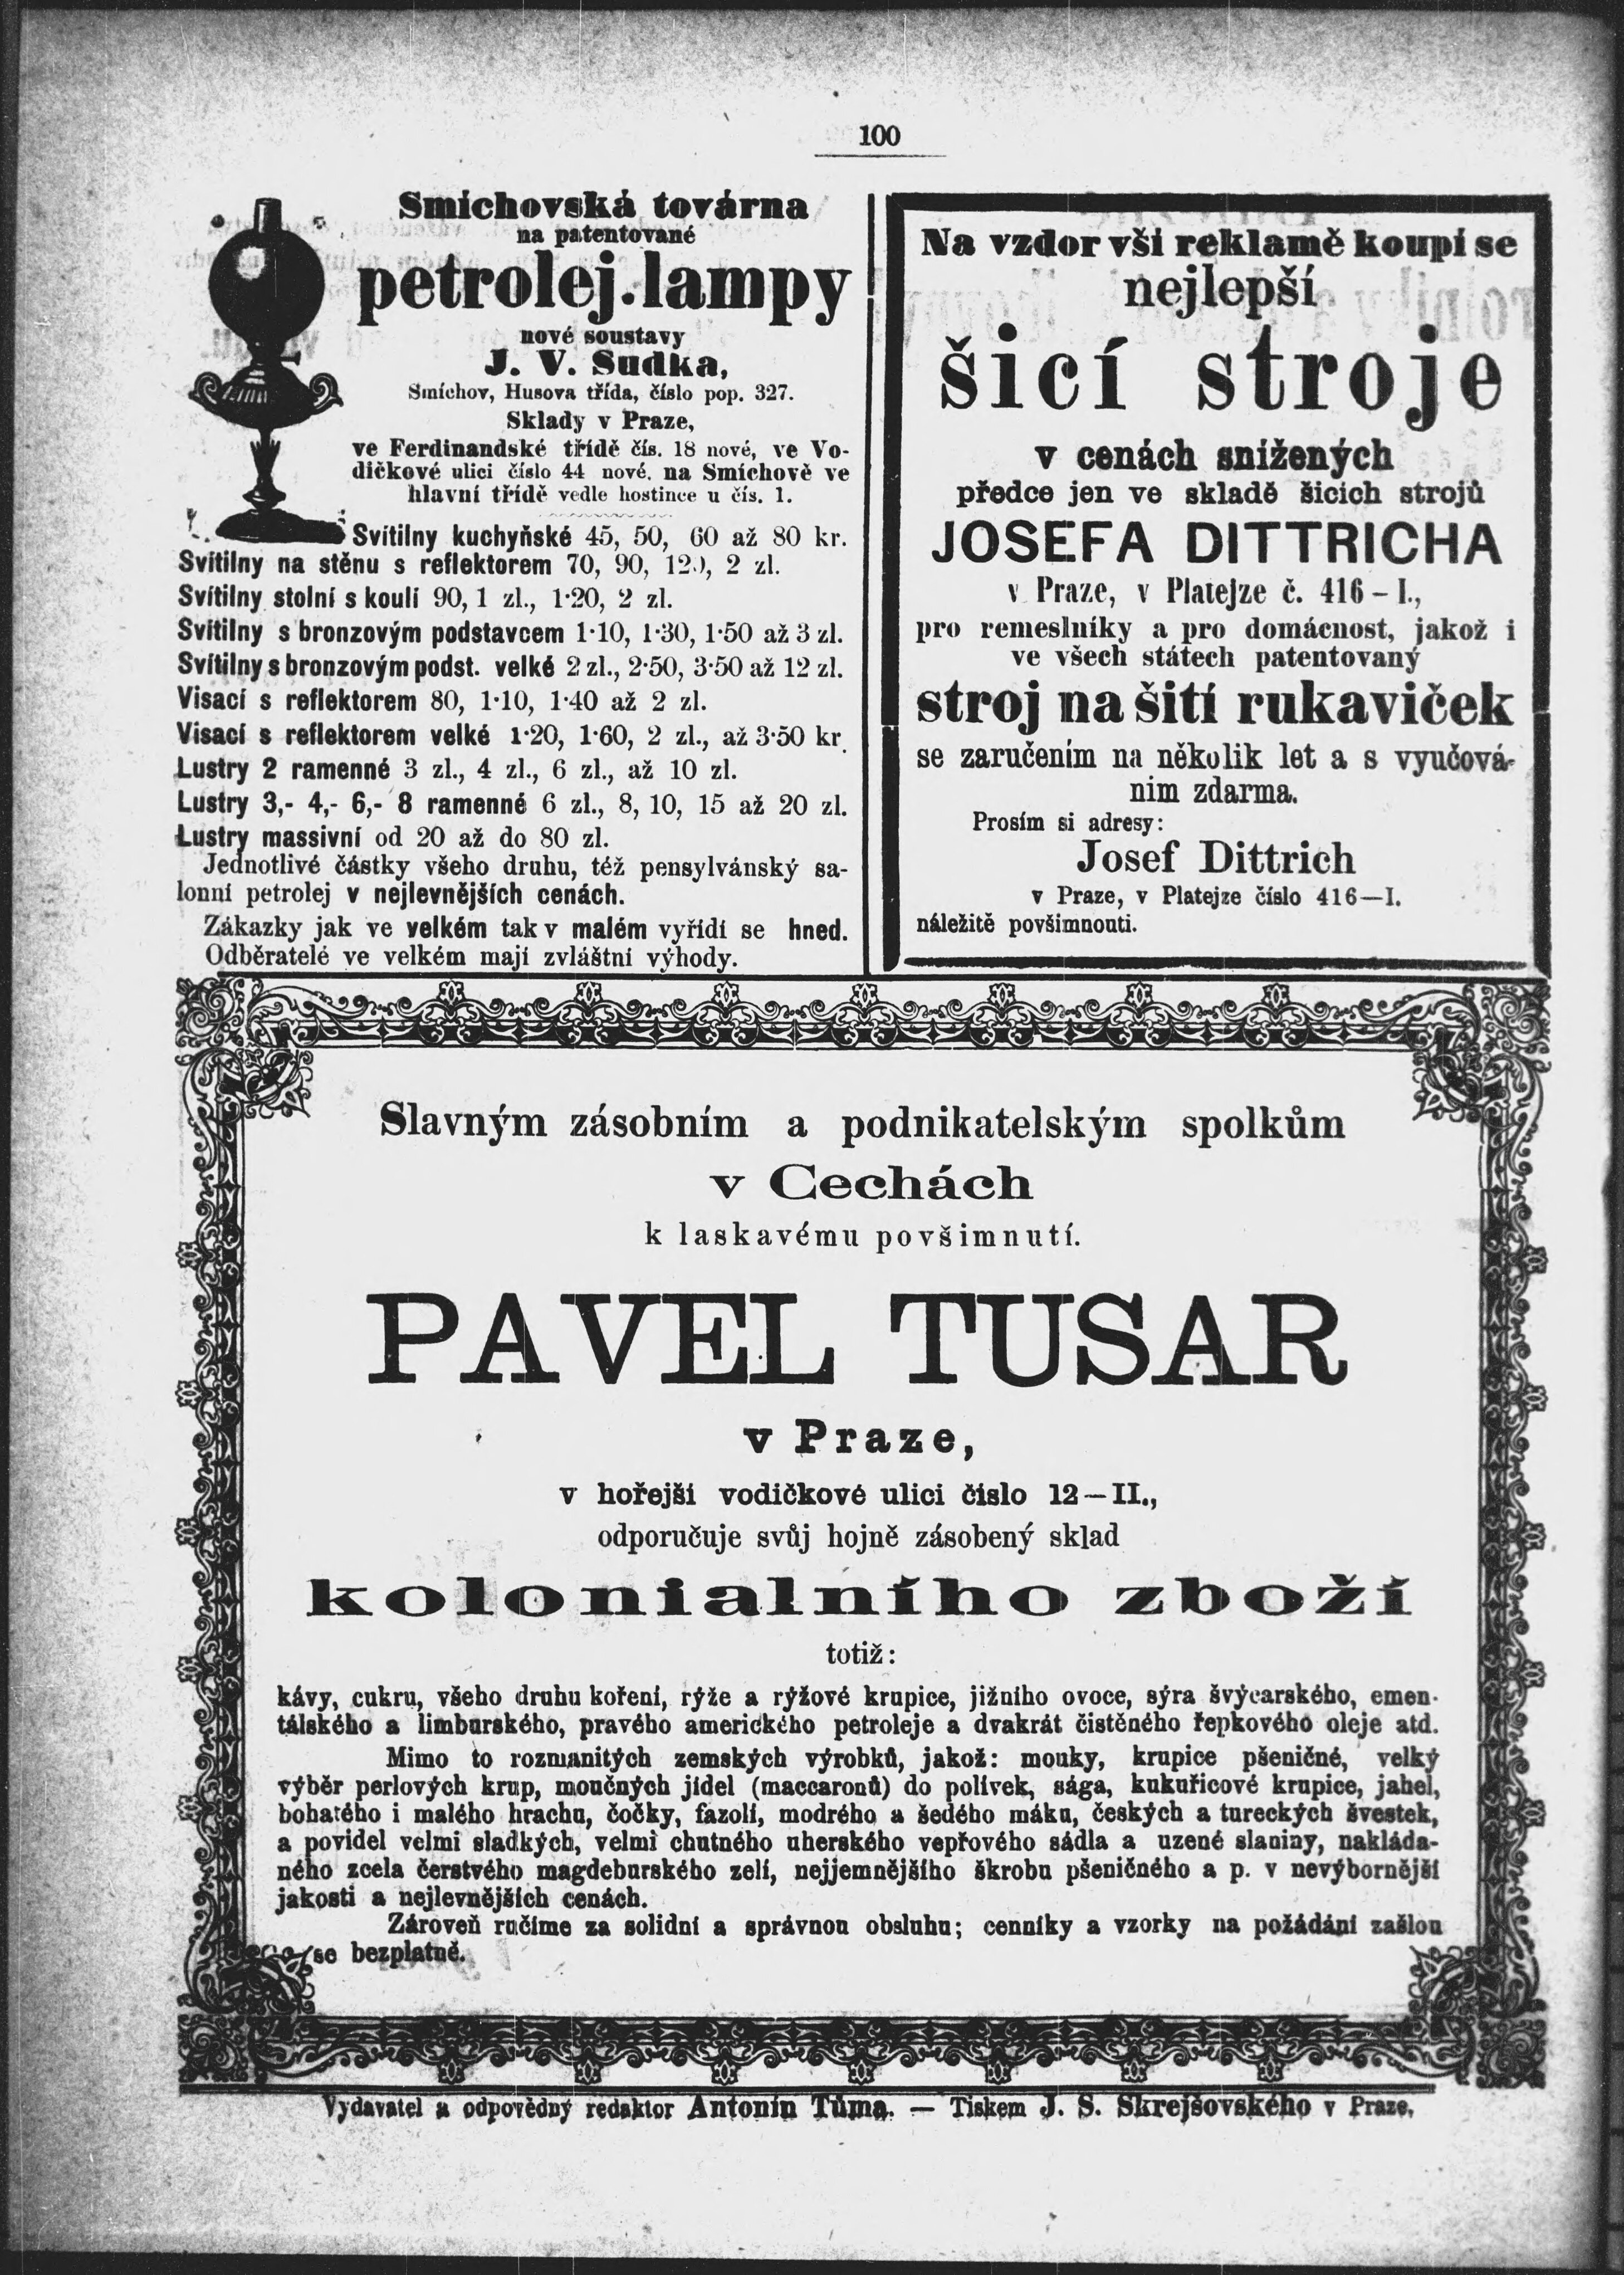 100
Smíchovská továrna
na patentované
petrolej.lampy
nové soustavy
J. V. Sudka,
Smíchov, Husova třída, číslo pop. 327.
Sklady v Praze,
ve Ferdinandské třídě čís. 18 nové, ve Vo-
dičkové ulici číslo 44 nové, na Smíchově ve
hlavní třídě vedle hostince u čís. 1.
Svítilny kuchyňské 45, 50, 60 až 80 kr.
Svítilny na stěnu s reflektorem 70, 90, 120, 2 zl.
Svítilny stolní s koulí 90, 1 zl., 1·20, 2 zl.
Svítilny s bronzovým podstavcem 1·10, 1·30, 1·50 až 3 zl.
Svítilny s bronzovým podst. velké 2 zl., 2·50, 3·50 až 12 zl.
Visací s reflektorem 80, 1·10, 1·40 až 2 zl.
Visací s reflektorem velké 1·20, 1·60, 2 zl., až 3·50 kr.
Lustry 2 ramenné 3 zl., 4 zl., 6 zl., až 10 zl.
Lustry 3,- 4,- 6,- 8 ramenné 6 zl., 8, 10, 15 až 20 zl.
Lustry massivní od 20 až do 80 zl.
Jednotlivé částky všeho druhu, též pensylvánský sa-
lonní petrolej v nejlevnějších cenách.
Zákazky jak ve velkém tak v malém vyřídí se hned.
Odběratelé ve velkém mají zvláštní výhody.
Na vzdor vší reklamě koupí se
nejlepší
šicí stroje
v cenách snížených
předce jen ve skladě šicích strojů
JOSEFA DITTRICHA
v Praze, v Platejze č. 416 – I.,
pro remeslníky a pro domácnost, jakož i
ve všech státech patentovaný
stroj na šití rukaviček
se zaručením na několik let a s vyučová-
ním zdarma.
Prosím si adresy:
Josef Dittrich
v Praze, v Platejze číslo 416—I.
náležitě povšimnouti.
Slavným zásobním a podnikatelským spolkům
v Cechách
k laskavému povšimnutí.
PAVEL TUSAR
v Praze,
v hořejší vodičkové ulici číslo 12 – II.,
odporučuje svůj hojně zásobený sklad
kolonialního zboží
totiž:
kávy, cukru, všeho druhu koření, rýže a rýžové krupice, jižního ovoce, sýra švýcarského, emen-
tálského a limburského, pravého amerického petroleje a dvakrát čistěného řepkového oleje atd.
Mimo to rozmanitých zemských výrobků, jakož: mouky, krupice pšeničné, velký
výběr perlových krup, moučných jídel (maccaronů) do polívek, sága, kukuřicové krupice, jahel,
bohatého i malého hrachu, čočky, fazolí, modrého a šedého máku, českých a tureckých švestek,
a povidel velmi sladkých, velmi chutného uherského vepřového sádla a uzené slaniny, nakláda-
ného zcela čerstvého magdeburského zelí, nejjemnějšího škrobu pšeničného a p. v nevýbornější
jakosti a nejlevnějších cenách.
Zároveň ručíme za solidní a správnou obsluhu; cenníky a vzorky na požádání zašlou
se bezplatně.
Vydavatel a odpovědný redaktor Antonín Tůma. — Tiskem J. S. Skrejšovského v Praze.